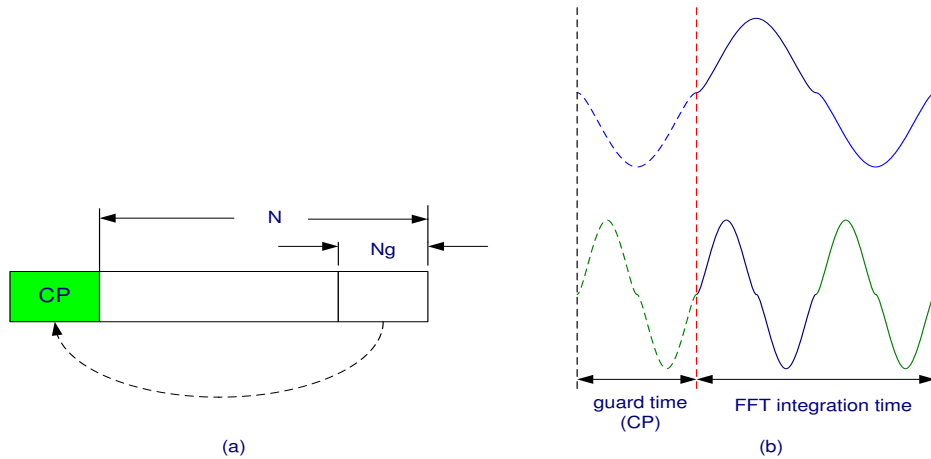 N
Ng
CP
guard time
(CP)
FFT integration time
(a)
(b)